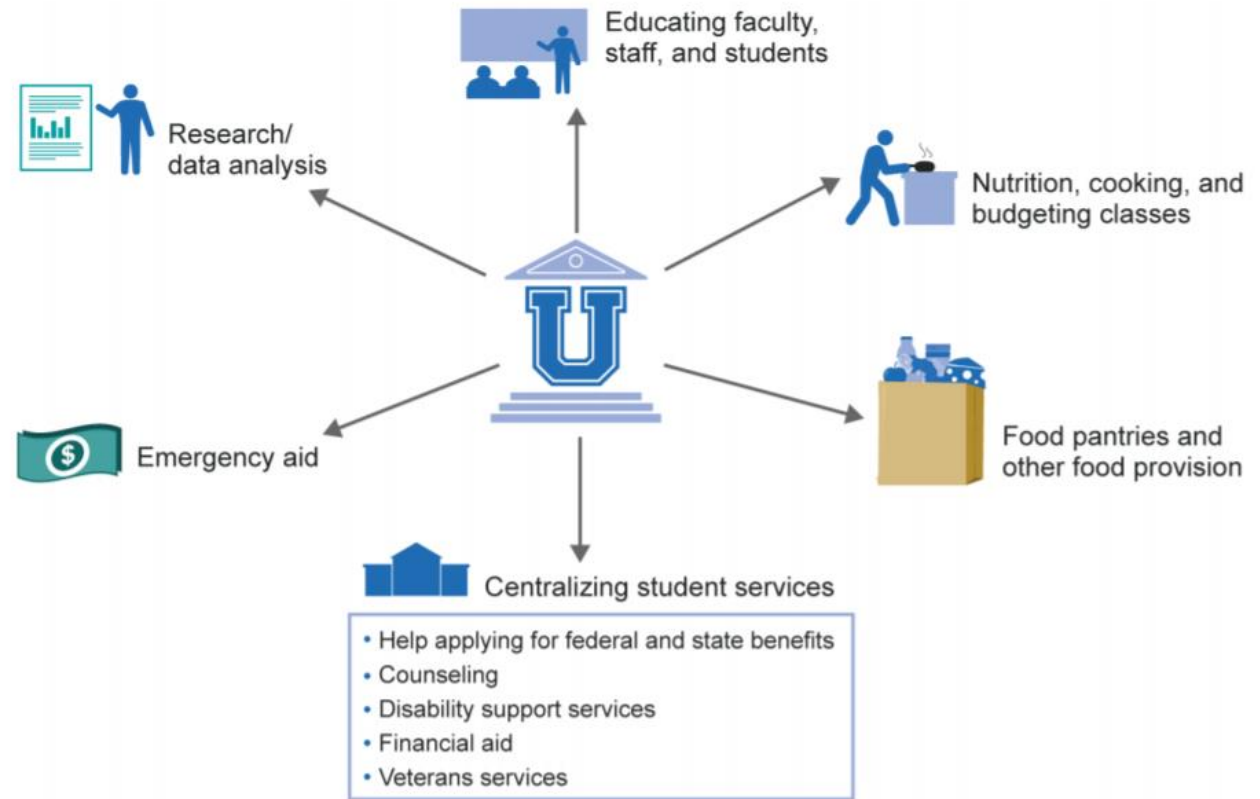 Educating faculty,
staff, and students
Research/
data analysis
Nutrition, cooking, and
budgeting classes
U
$
Emergency aid
Food pantries and
other food provision
Centralizing student services
• Help applying for federal and state benefits
• Counseling
• Disability support services
• Financial aid
• Veterans services